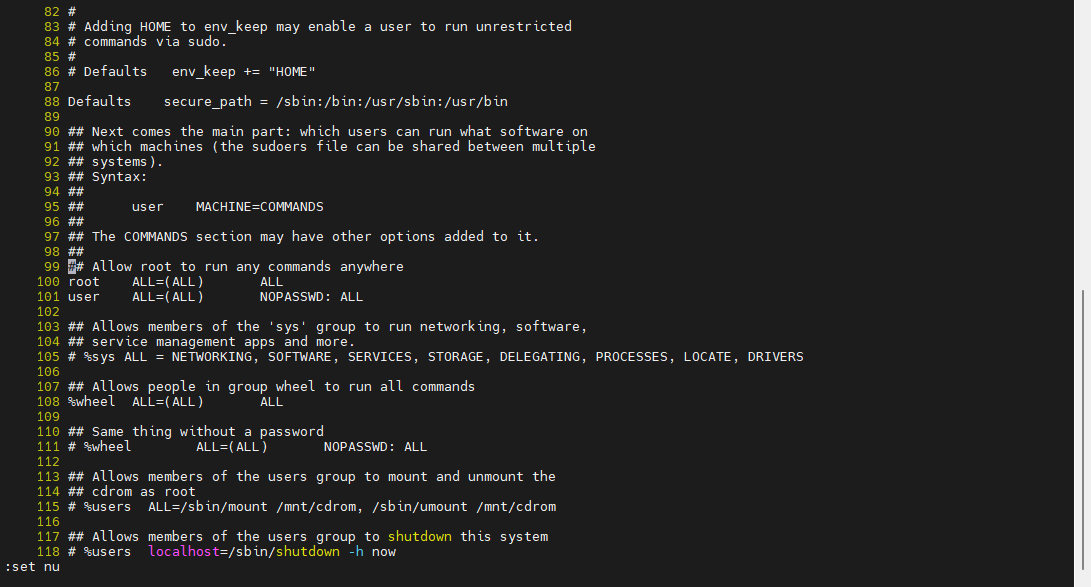 82 #
83 # Adding HOME to env_keep may enable a user to run unrestricted
84 # commands via sudo.
85 #
86 # Defaults   env_keep += "HOME"
87
88 Defaults    secure_path = /sbin:/bin:/usr/sbin:/usr/bin
89
90 ## Next comes the main part: which users can run what software on
91 ## which machines (the sudoers file can be shared between multiple
92 ## systems).
93 ## Syntax:
94 ##
95 ##      user    MACHINE=COMMANDS
96 ##
97 ## The COMMANDS section may have other options added to it.
98 ##
99 ## Allow root to run any commands anywhere
100 root    ALL=(ALL)       ALL
101 user    ALL=(ALL)       NOPASSWD: ALL
102
103 ## Allows members of the 'sys' group to run networking, software,
104 ## service management apps and more.
105 # %sys ALL = NETWORKING, SOFTWARE, SERVICES, STORAGE, DELEGATING, PROCESSES, LOCATE, DRIVERS
106
107 ## Allows people in group wheel to run all commands
108 %wheel  ALL=(ALL)       ALL
109
110 ## Same thing without a password
111 # %wheel        ALL=(ALL)       NOPASSWD: ALL
112
113 ## Allows members of the users group to mount and unmount the
114 ## cdrom as root
115 # %users  ALL=/sbin/mount /mnt/cdrom, /sbin/umount /mnt/cdrom
116
117 ## Allows members of the users group to shutdown this system
118 # %users  localhost=/sbin/shutdown -h now
:set nu